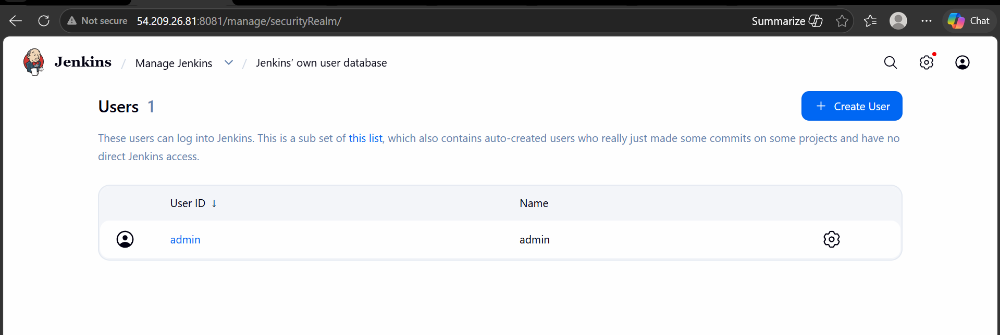 Not secure 54.209.26.81:8081/manage/securityRealm/ Summarize Chat
Jenkins / Manage Jenkins / Jenkins’ own user database
Users 1
+ Create User
These users can log into Jenkins. This is a sub set of this list, which also contains auto-created users who really just made some commits on some projects and have no
direct Jenkins access.
User ID ↓ Name
admin admin